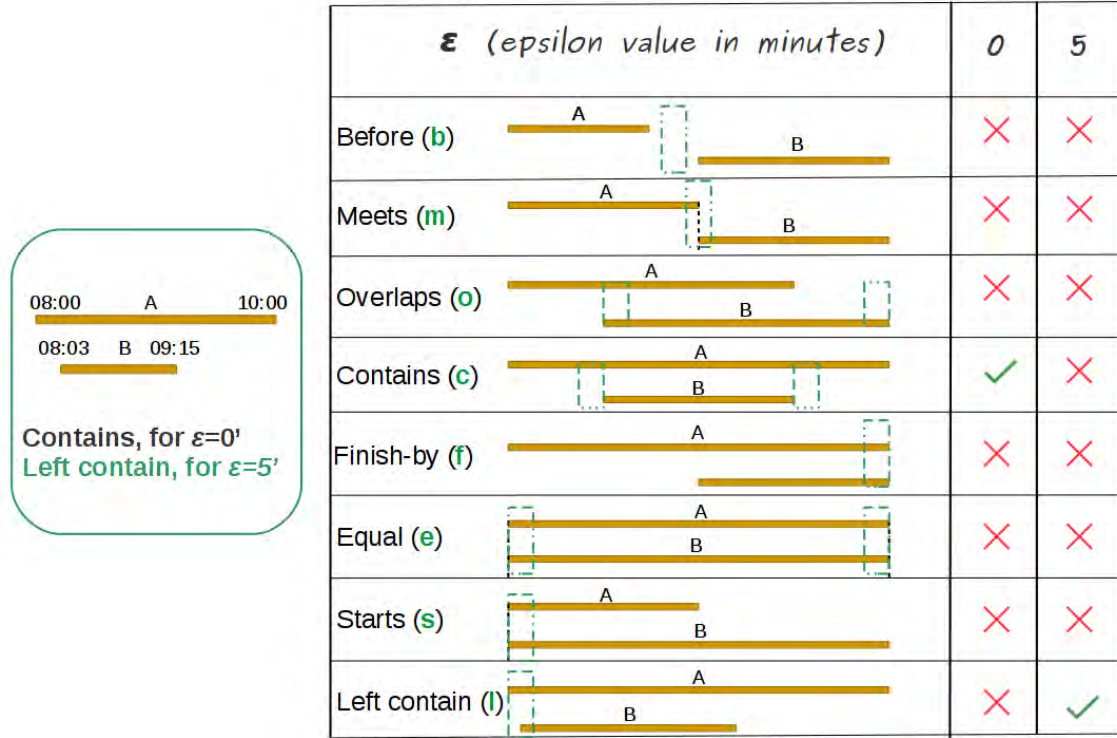 08:00 A 10:00
08:03 B 09:15
Contains, for ε=0’
Left contain, for ε=5’
ε (epsilon value in minutes) 0 5
Before (b) A B
Meets (m) A B
Overlaps (o) A B
Contains (c) A B
Finish-by (f) A
Equal (e) A B
Starts (s) A B
Left contain (l) A B